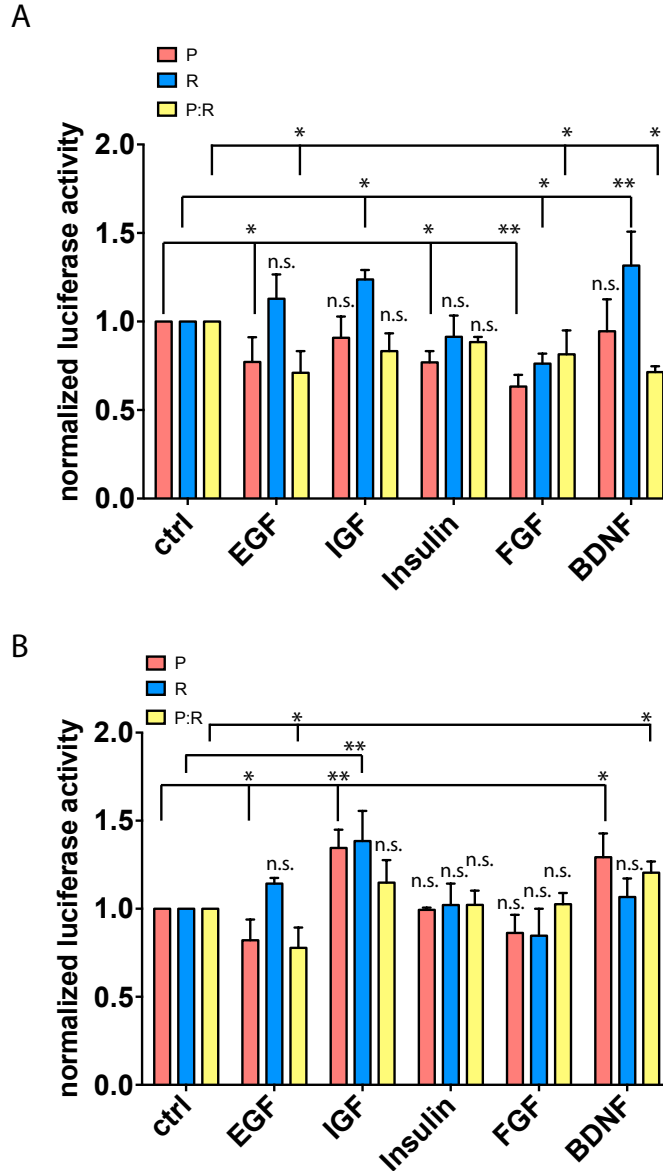 A
P
R
P:R
normalized luciferase activity
2.0
1.5
1.0
0.5
0.0
* * *
* * **
* * **
n.s. n.s. n.s. n.s. n.s. n.s. n.s.
ctrl EGF IGF Insulin FGF BDNF
B
P
R
P:R
normalized luciferase activity
2.0
1.5
1.0
0.5
0.0
* *
**
* ** *
n.s. n.s. n.s. n.s. n.s. n.s. n.s. n.s. n.s.
ctrl EGF IGF Insulin FGF BDNF